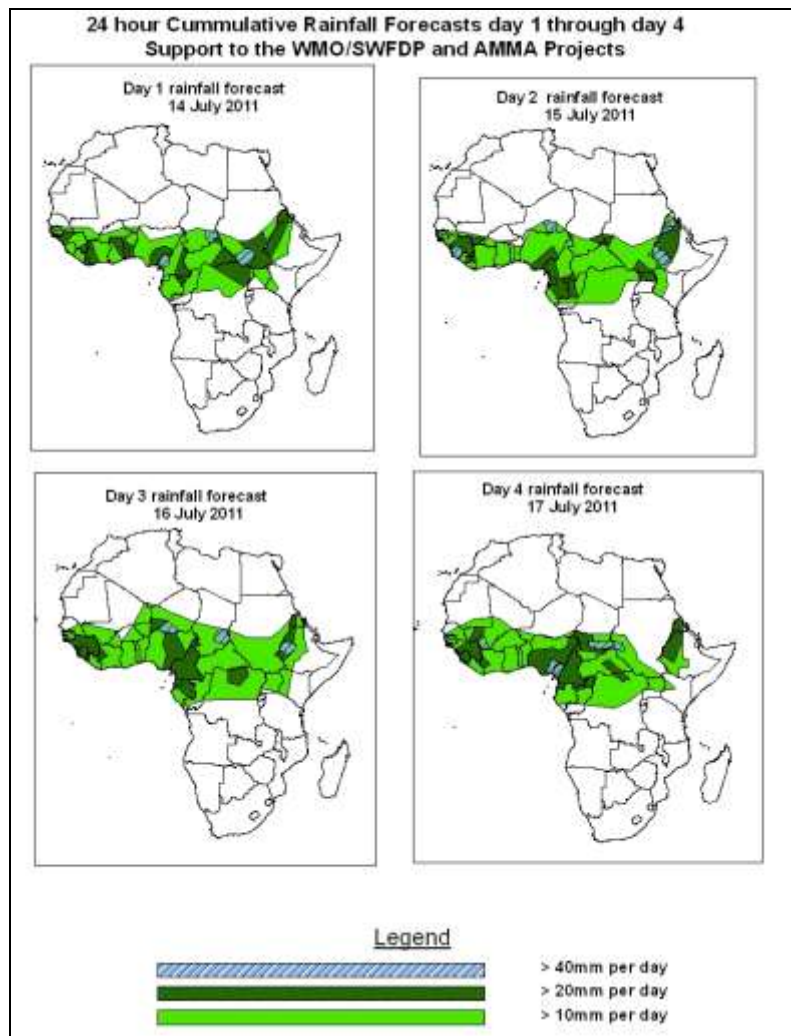 24 hour Cummulative Rainfall Forecasts day 1 through day 4
Support to the WMO/SWFDP and AMMA Projects
Day 1 rainfall forecast
14 July 2011
Day 2 rainfall forecast
15 July 2011
Day 3 rainfall forecast
16 July 2011
Day 4 rainfall forecast
17 July 2011
Legend
> 40mm per day
> 20mm per day
> 10mm per day